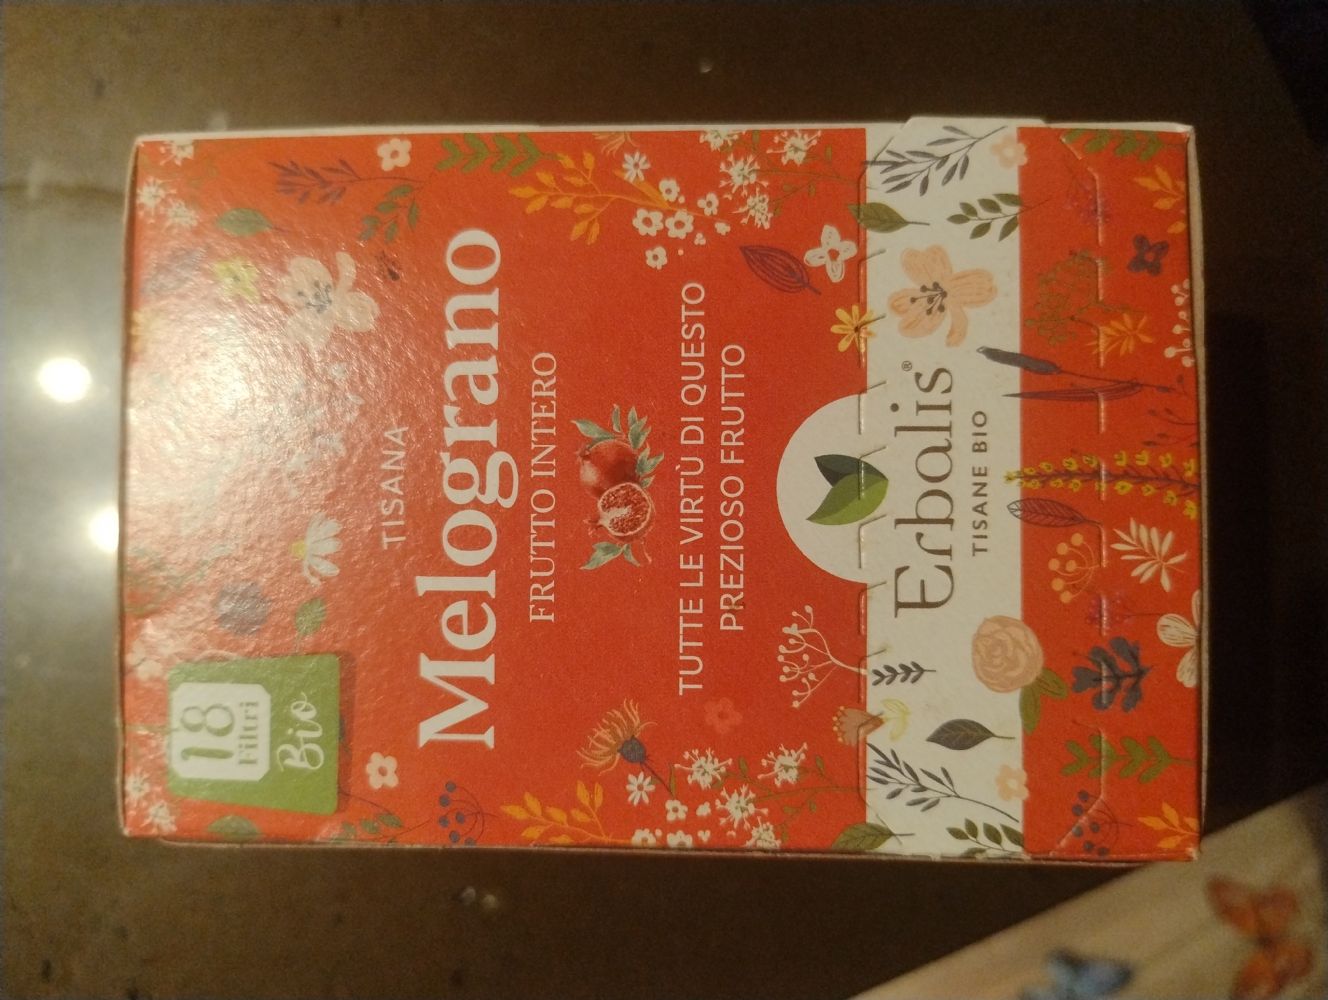 18
Filtri
Bio
TISANA
Melograno
FRUTTO INTERO
TUTTE LE VIRTÙ DI QUESTO
PREZIOSO FRUTTO
Erbalis®
TISANE BIO